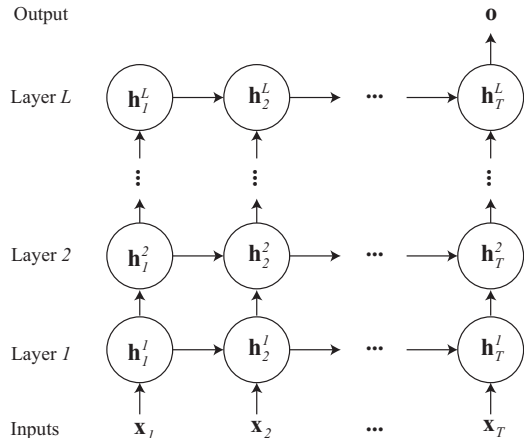 Output o
Layer L h_1^L h_2^L ... h_T^L
... ... ...
Layer 2 h_1^2 h_2^2 ... h_T^2
Layer 1 h_1^1 h_2^1 ... h_T^1
Inputs x_1 x_2 ... x_T